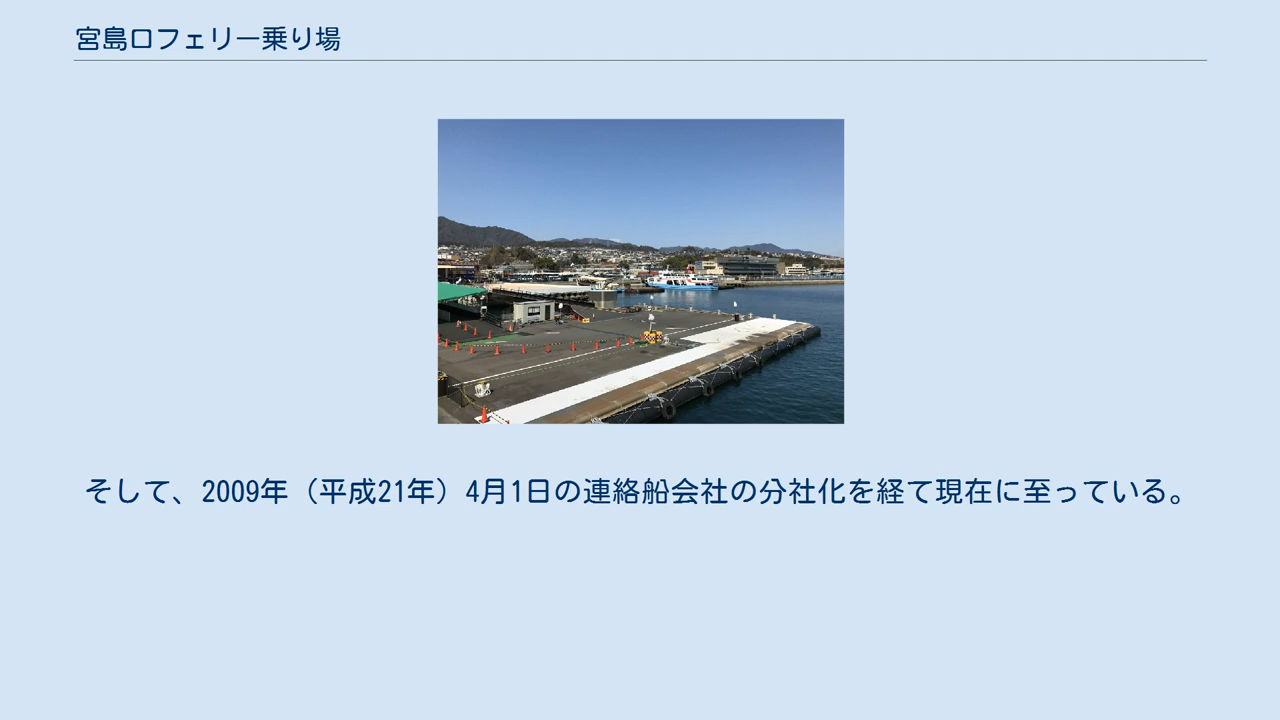 宮島口フェリー乗り場
そして、2009年（平成21年）4月1日の連絡船会社の分社化を経て現在に至っている。